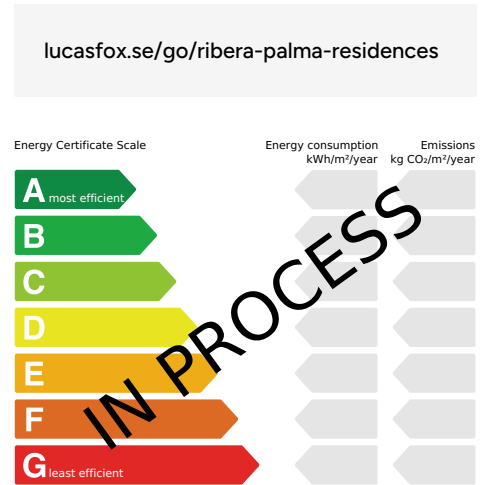 lucasfox.se/go/ribera-palma-residences
Energy Certificate Scale
Energy consumption
kWh/m²/year
Emissions
kg CO₂/m²/year
A most efficient
B
C
D
E
F
G least efficient
IN PROCESS